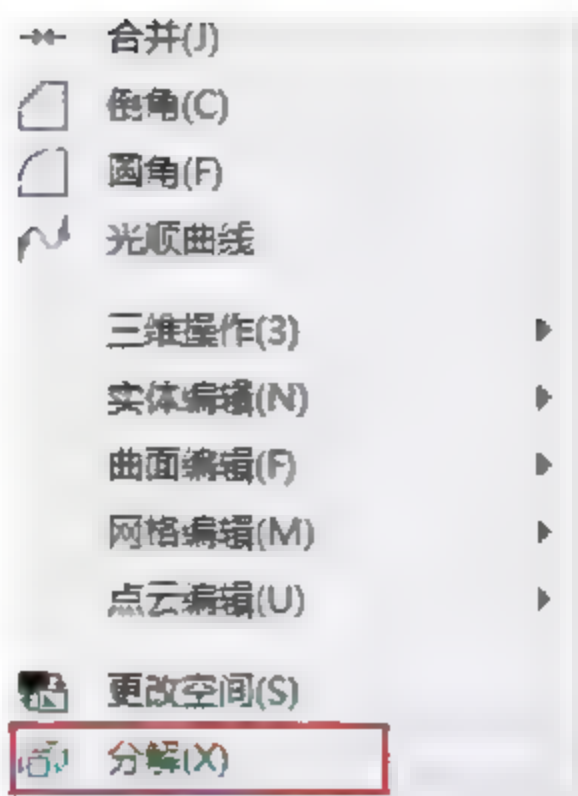 合并(J)
倒角(C)
圆角(F)
光顺曲线
三维操作(3)
实体编辑(N)
曲面编辑(F)
网格编辑(M)
点云编辑(U)
更改空间(S)
分解(X)